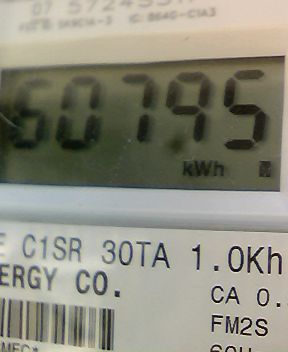 60795
kWh
C1SR 30TA 1.0Kh
ERGY CO.
CA 0.
FM2S